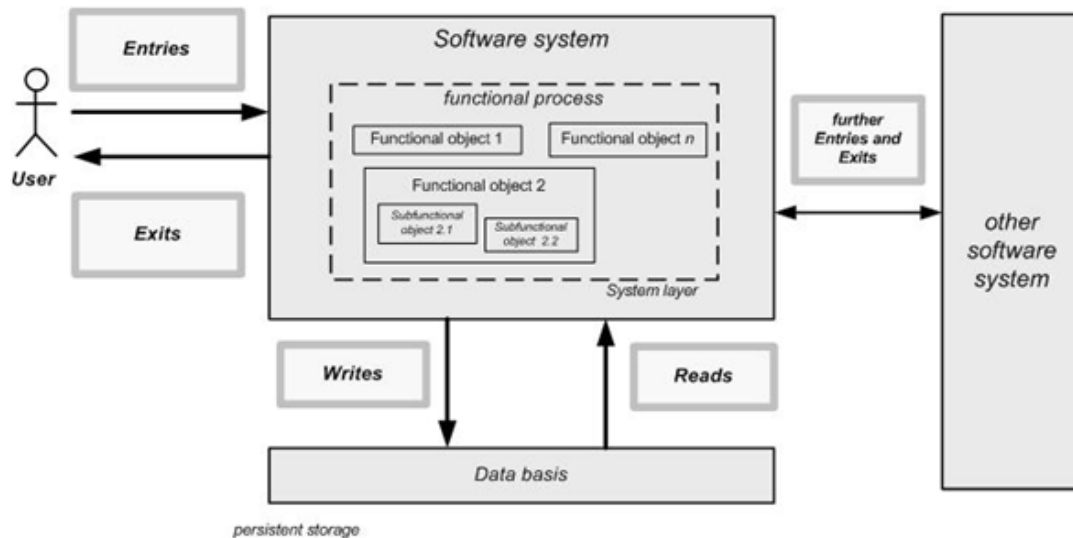 Entries
Software system
functional process
Functional object 1
Functional object n
Functional object 2
Subfunctional
object 2.1
Subfunctional
object 2.2
System layer
User
Exits
further
Entries and
Exits
other
software
system
Writes
Reads
Data basis
persistent storage